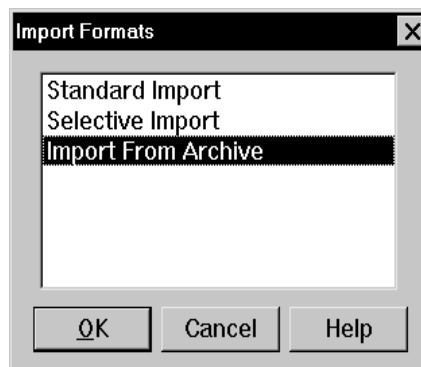 Import Formats
Standard Import
Selective Import
Import From Archive
OK Cancel Help